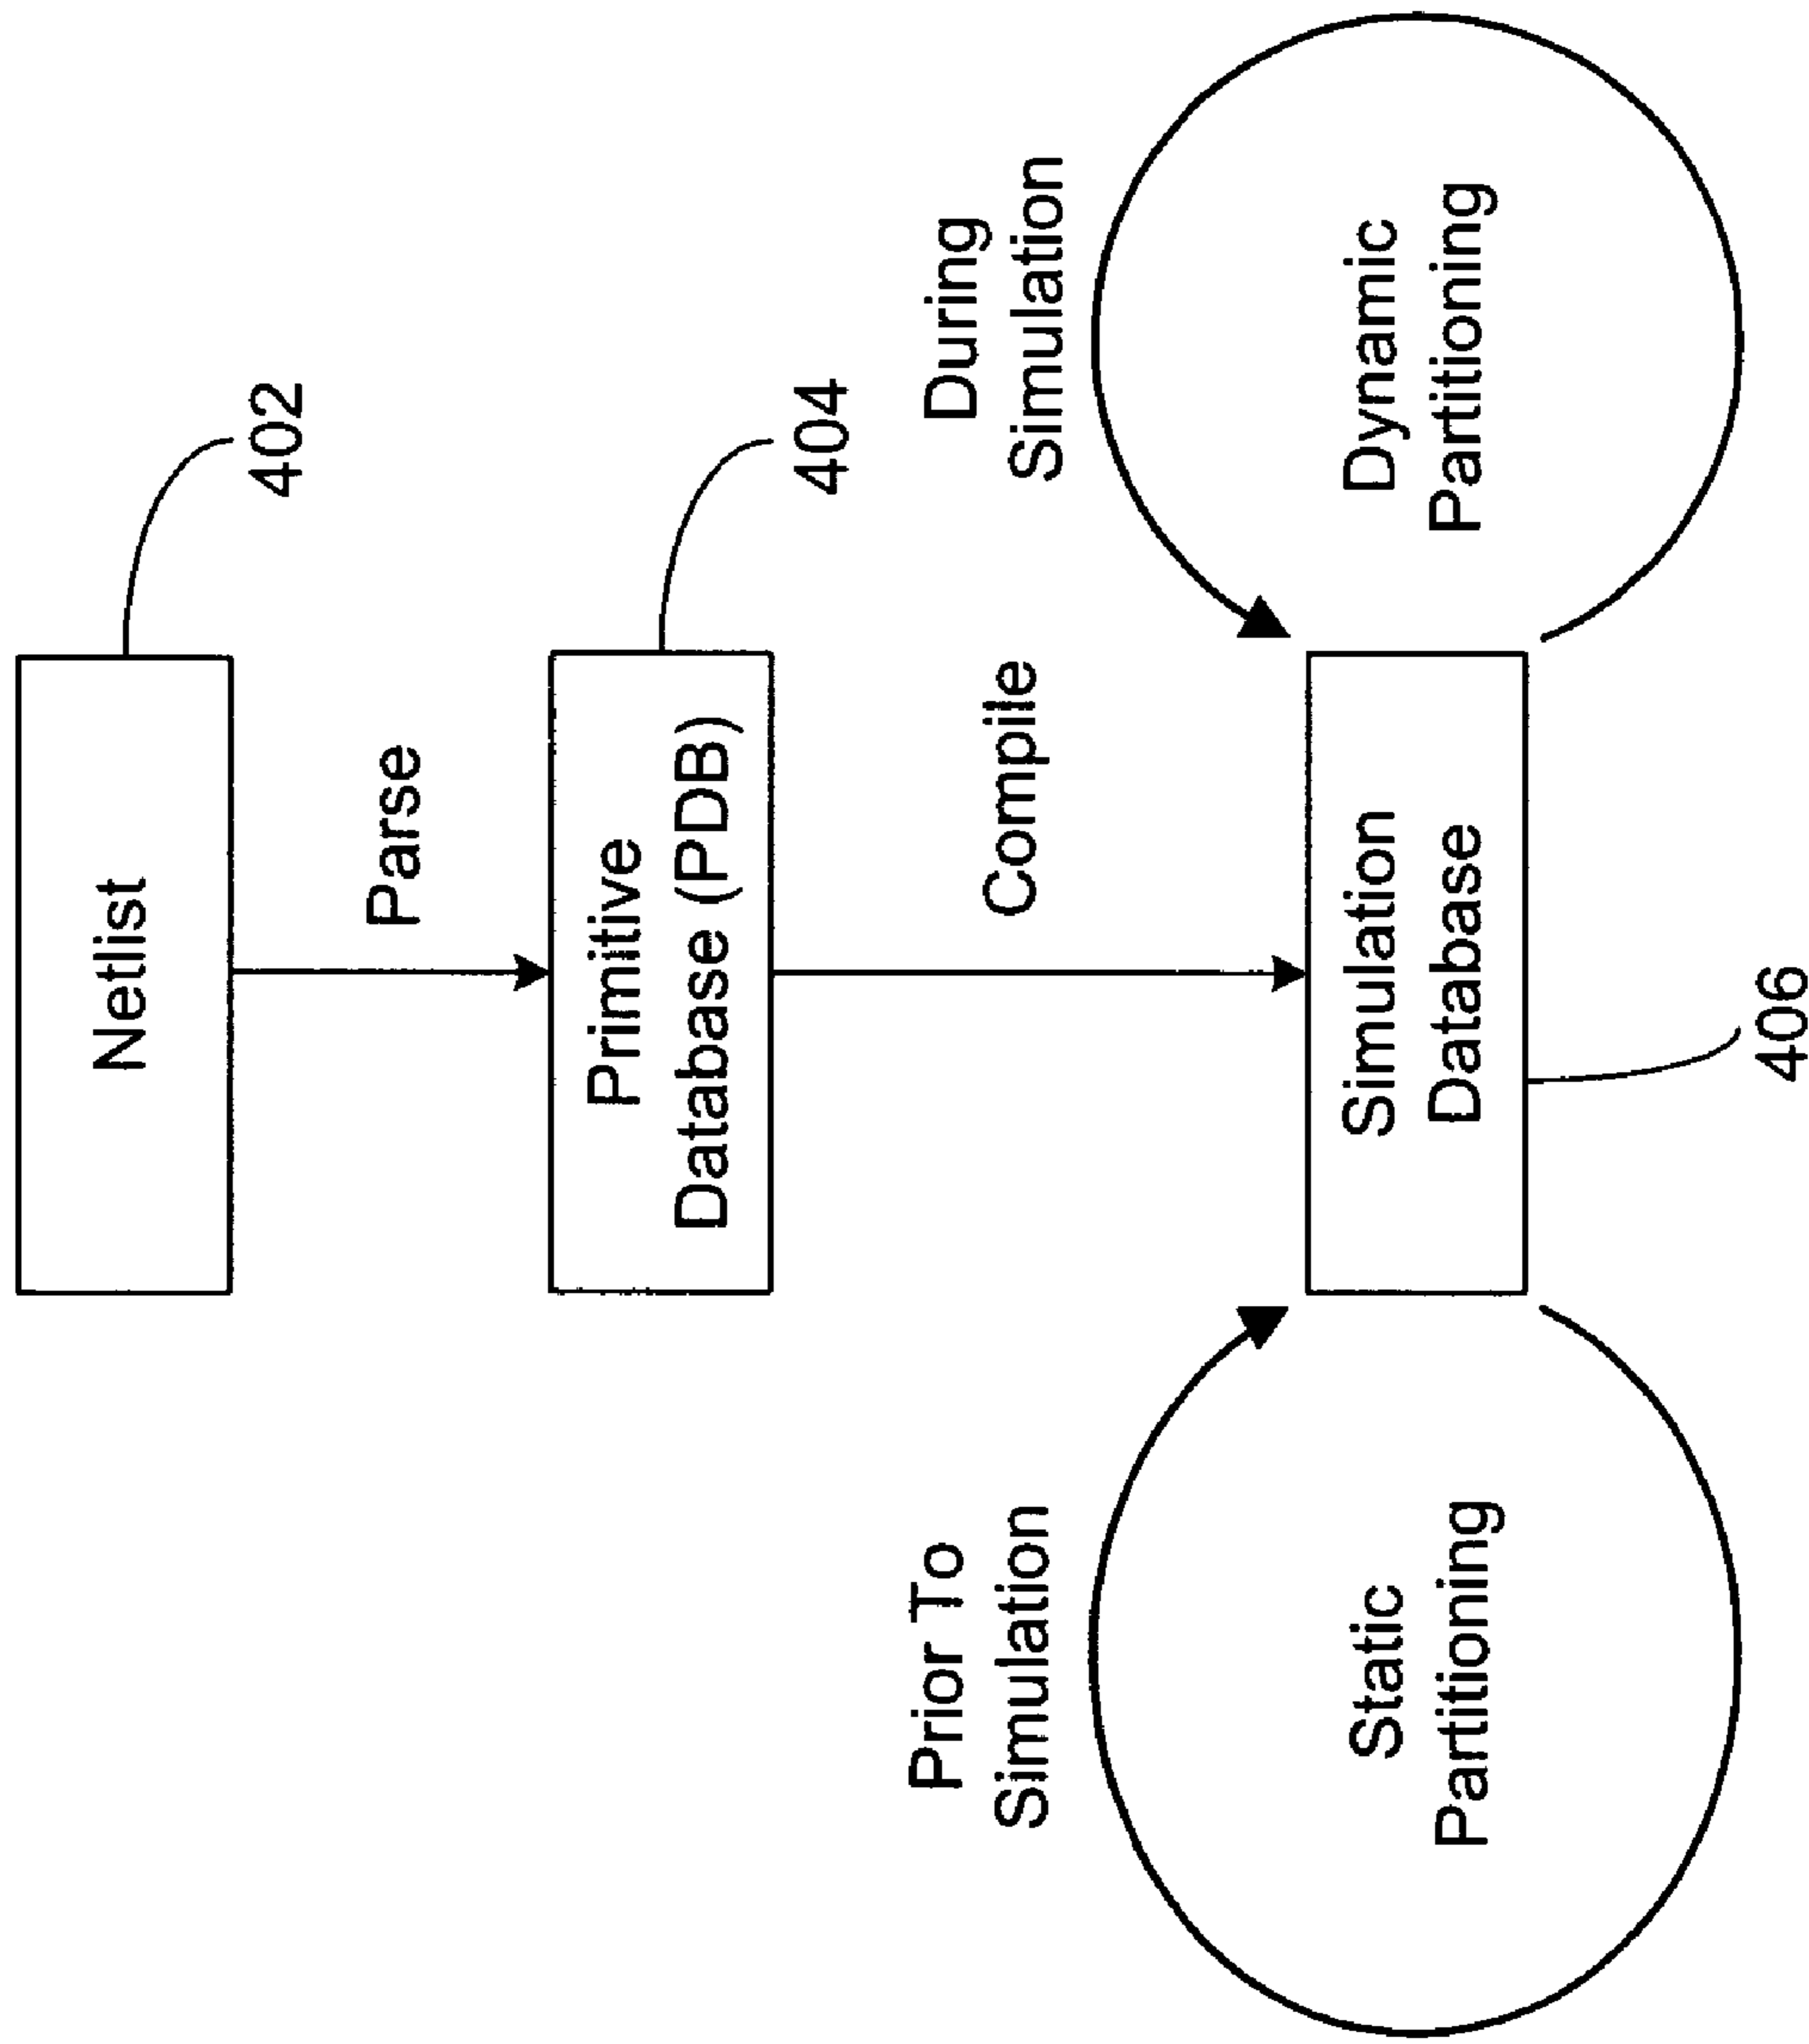 Netlist
402
Parse
Primitive
Database (PDB)
404
Compile
Prior To
Simulation
During
Simulation
Static
Partitioning
Simulation
Database
Dynamic
Partitioning
406